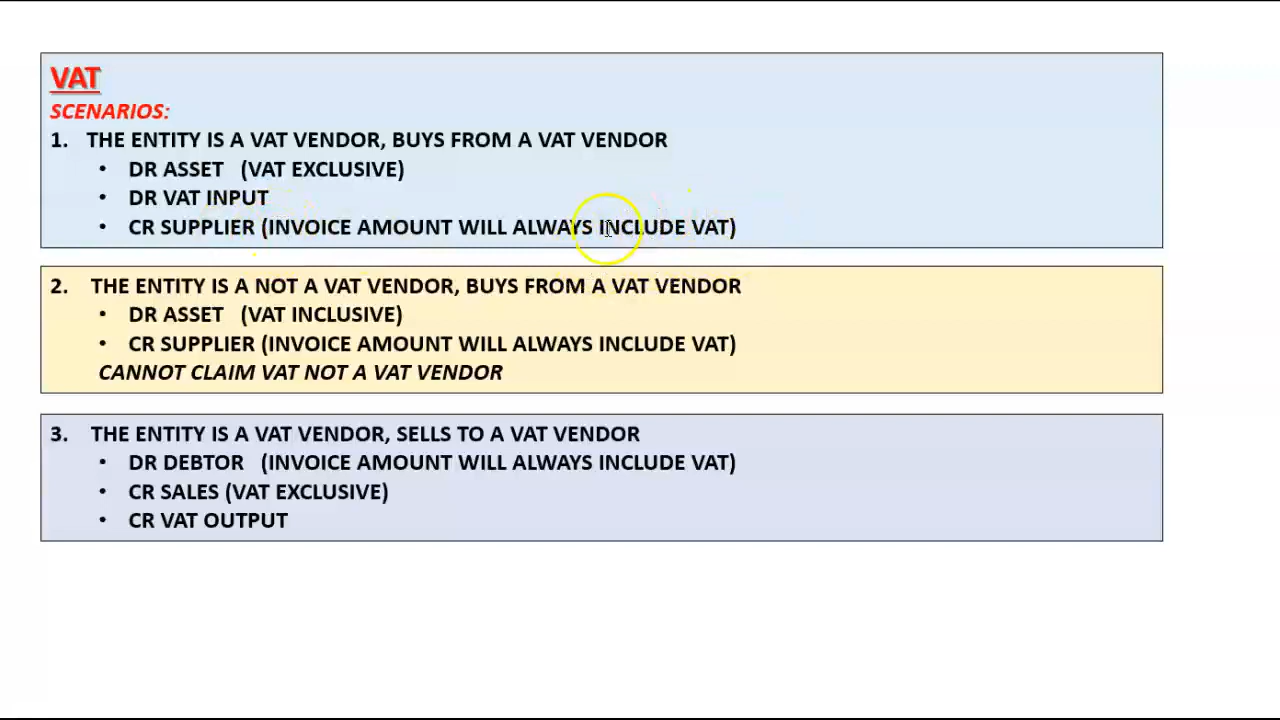 VAT
SCENARIOS:
1. THE ENTITY IS A VAT VENDOR, BUYS FROM A VAT VENDOR
• DR ASSET (VAT EXCLUSIVE)
• DR VAT INPUT
• CR SUPPLIER (INVOICE AMOUNT WILL ALWAYS INCLUDE VAT)
2. THE ENTITY IS A NOT A VAT VENDOR, BUYS FROM A VAT VENDOR
• DR ASSET (VAT INCLUSIVE)
• CR SUPPLIER (INVOICE AMOUNT WILL ALWAYS INCLUDE VAT)
CANNOT CLAIM VAT NOT A VAT VENDOR
3. THE ENTITY IS A VAT VENDOR, SELLS TO A VAT VENDOR
• DR DEBTOR (INVOICE AMOUNT WILL ALWAYS INCLUDE VAT)
• CR SALES (VAT EXCLUSIVE)
• CR VAT OUTPUT